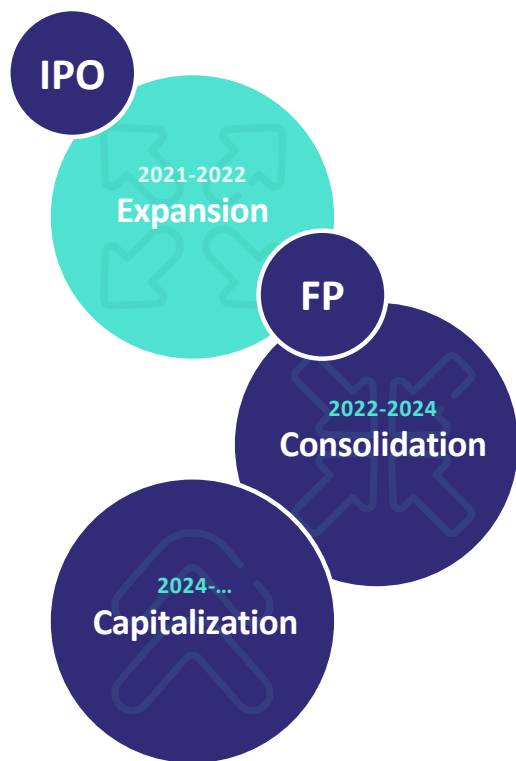 IPO
2021-2022
Expansion
FP
2022-2024
Consolidation
2024-...
Capitalization